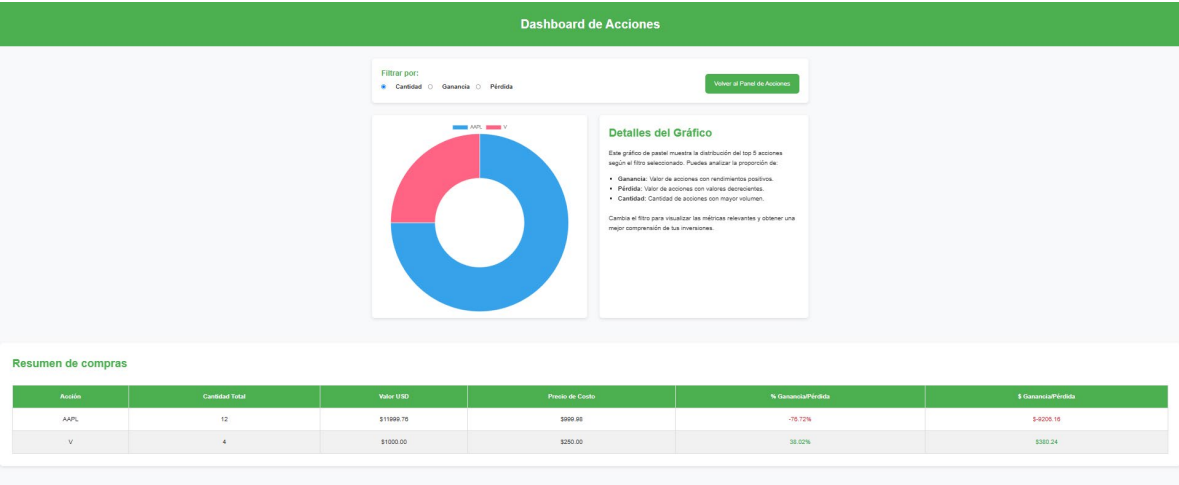 Dashboard de Acciones
Filtrar por:
Cantidad Ganancia Pérdida
Volver al Panel de Acciones
AAPL V
Detalles del Gráfico
Este gráfico de pastel muestra la distribución del top 5 acciones
según el filtro seleccionado. Puedes analizar la proporción de:
• Ganancia: Valor de acciones con rendimientos positivos.
• Pérdida: Valor de acciones con valores decrecientes.
• Cantidad: Cantidad de acciones con mayor volumen.
Cambia el filtro para visualizar las métricas relevantes y obtener una
mejor comprensión de tus inversiones.
Resumen de compras
Acción Cantidad Total Valor USD Precio de Costo % Ganancia/Pérdida $ Ganancia/Pérdida
AAPL 12 $11999.76 $999.98 -76.72% $-9206.16
V 4 $1000.00 $250.00 38.02% $380.24